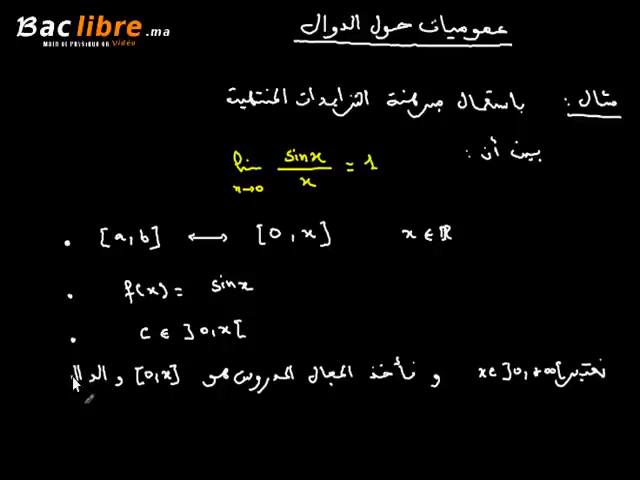 Bac libre.ma
MATH ET PHYSIQUE EN Vidéo
عموميات حول الدوال
مثال : باستعمال مبرهنة التزايدات المنتهية
بين أن :
lim sinx/x = 1
x→0
• [a,b] ⟷ [0,x] x ∈ ℝ
• f(x) = sinx
• c ∈ ]0,x[
نعتبر x∈]0,+∞[ و نأخذ المجال المدروس هو [0,x] و الدال